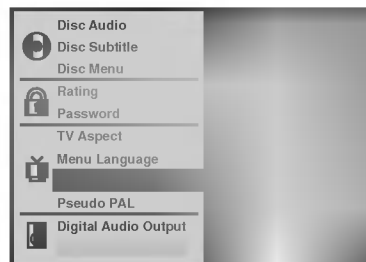 Disc Audio
Disc Subtitle
Disc Menu
Rating
Password
TV Aspect
Menu Language
Pseudo PAL
Digital Audio Output